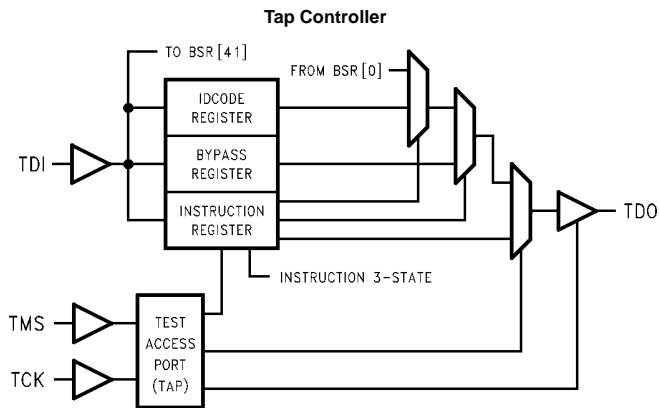 Tap Controller
TO BSR[41]
FROM BSR[0]
IDCODE
REGISTER
TDI
BYPASS
REGISTER
INSTRUCTION
REGISTER
TDO
INSTRUCTION 3-STATE
TMS
TCK
TEST
ACCESS
PORT
(TAP)